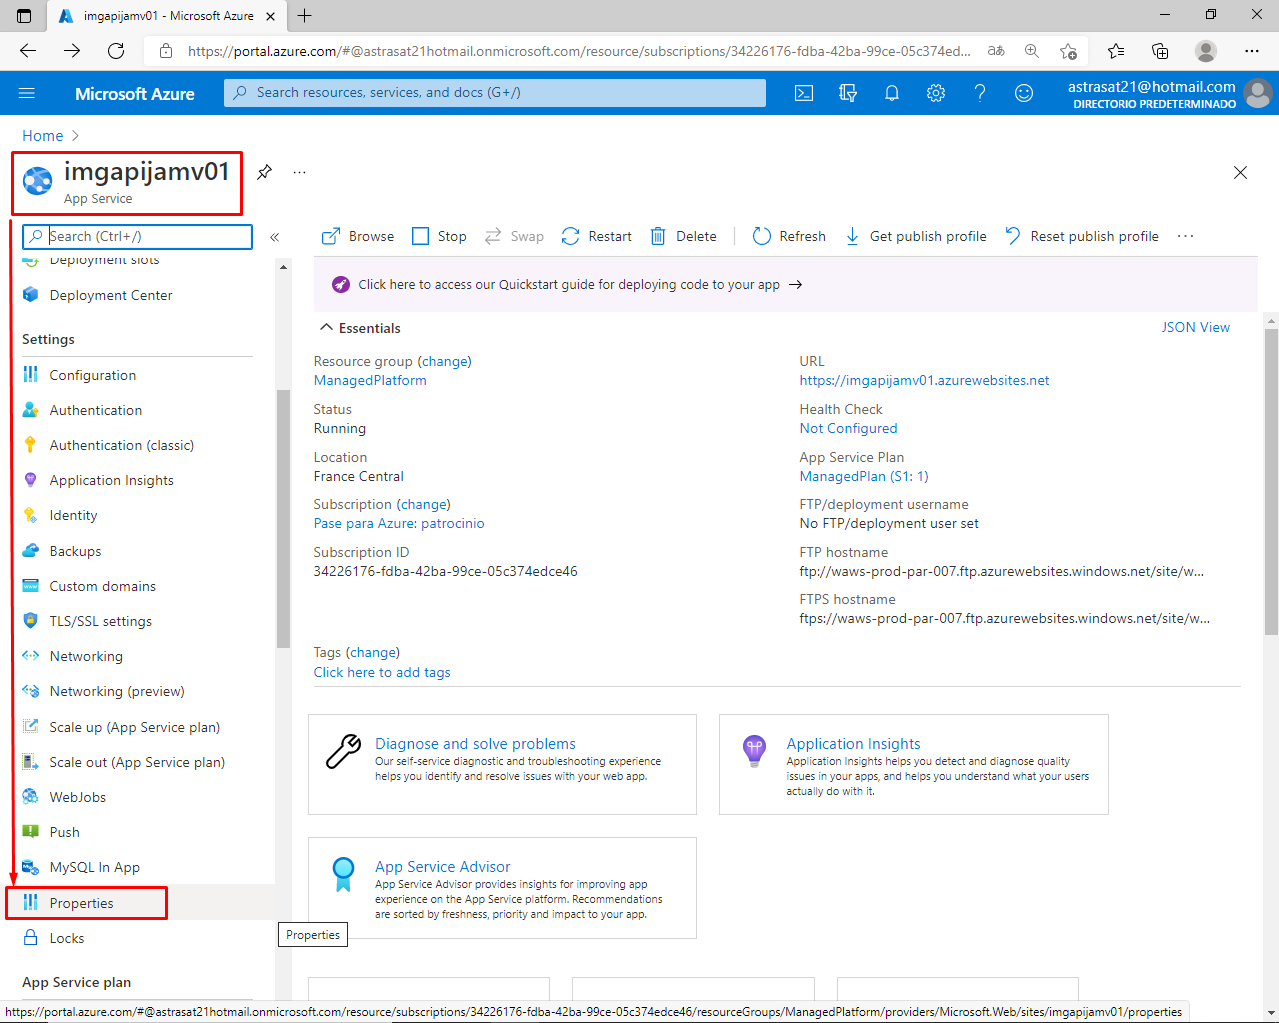 imgapijamv01 - Microsoft Azure
https://portal.azure.com/#@astrasat21hotmail.onmicrosoft.com/resource/subscriptions/34226176-fdba-42ba-99ce-05c374ed...
aあ
Microsoft Azure
Search resources, services, and docs (G+/)
astrasat21@hotmail.com
DIRECTORIO PREDETERMINADO
Home
imgapijamv01
App Service
Search (Ctrl+/)
Browse
Stop
Swap
Restart
Delete
Refresh
Get publish profile
Reset publish profile
Deployment slots
Deployment Center
Settings
Configuration
Authentication
Authentication (classic)
Application Insights
Identity
Backups
Custom domains
TLS/SSL settings
Networking
Networking (preview)
Scale up (App Service plan)
Scale out (App Service plan)
WebJobs
Push
MySQL In App
Properties
Locks
App Service plan
Click here to access our Quickstart guide for deploying code to your app →
Essentials
JSON View
Resource group (change)
ManagedPlatform
Status
Running
Location
France Central
Subscription (change)
Pase para Azure: patrocinio
Subscription ID
34226176-fdba-42ba-99ce-05c374edce46
URL
https://imgapijamv01.azurewebsites.net
Health Check
Not Configured
App Service Plan
ManagedPlan (S1: 1)
FTP/deployment username
No FTP/deployment user set
FTP hostname
ftp://waws-prod-par-007.ftp.azurewebsites.windows.net/site/w...
FTPS hostname
ftps://waws-prod-par-007.ftp.azurewebsites.windows.net/site/w...
Tags (change)
Click here to add tags
Diagnose and solve problems
Our self-service diagnostic and troubleshooting experience
helps you identify and resolve issues with your web app.
Application Insights
Application Insights helps you detect and diagnose quality
issues in your apps, and helps you understand what your users
actually do with it.
App Service Advisor
App Service Advisor provides insights for improving app
experience on the App Service platform. Recommendations
are sorted by freshness, priority and impact to your app.
Properties
https://portal.azure.com/#@astrasat21hotmail.onmicrosoft.com/resource/subscriptions/34226176-fdba-42ba-99ce-05c374edce46/resourceGroups/ManagedPlatform/providers/Microsoft.Web/sites/imgapijamv01/properties